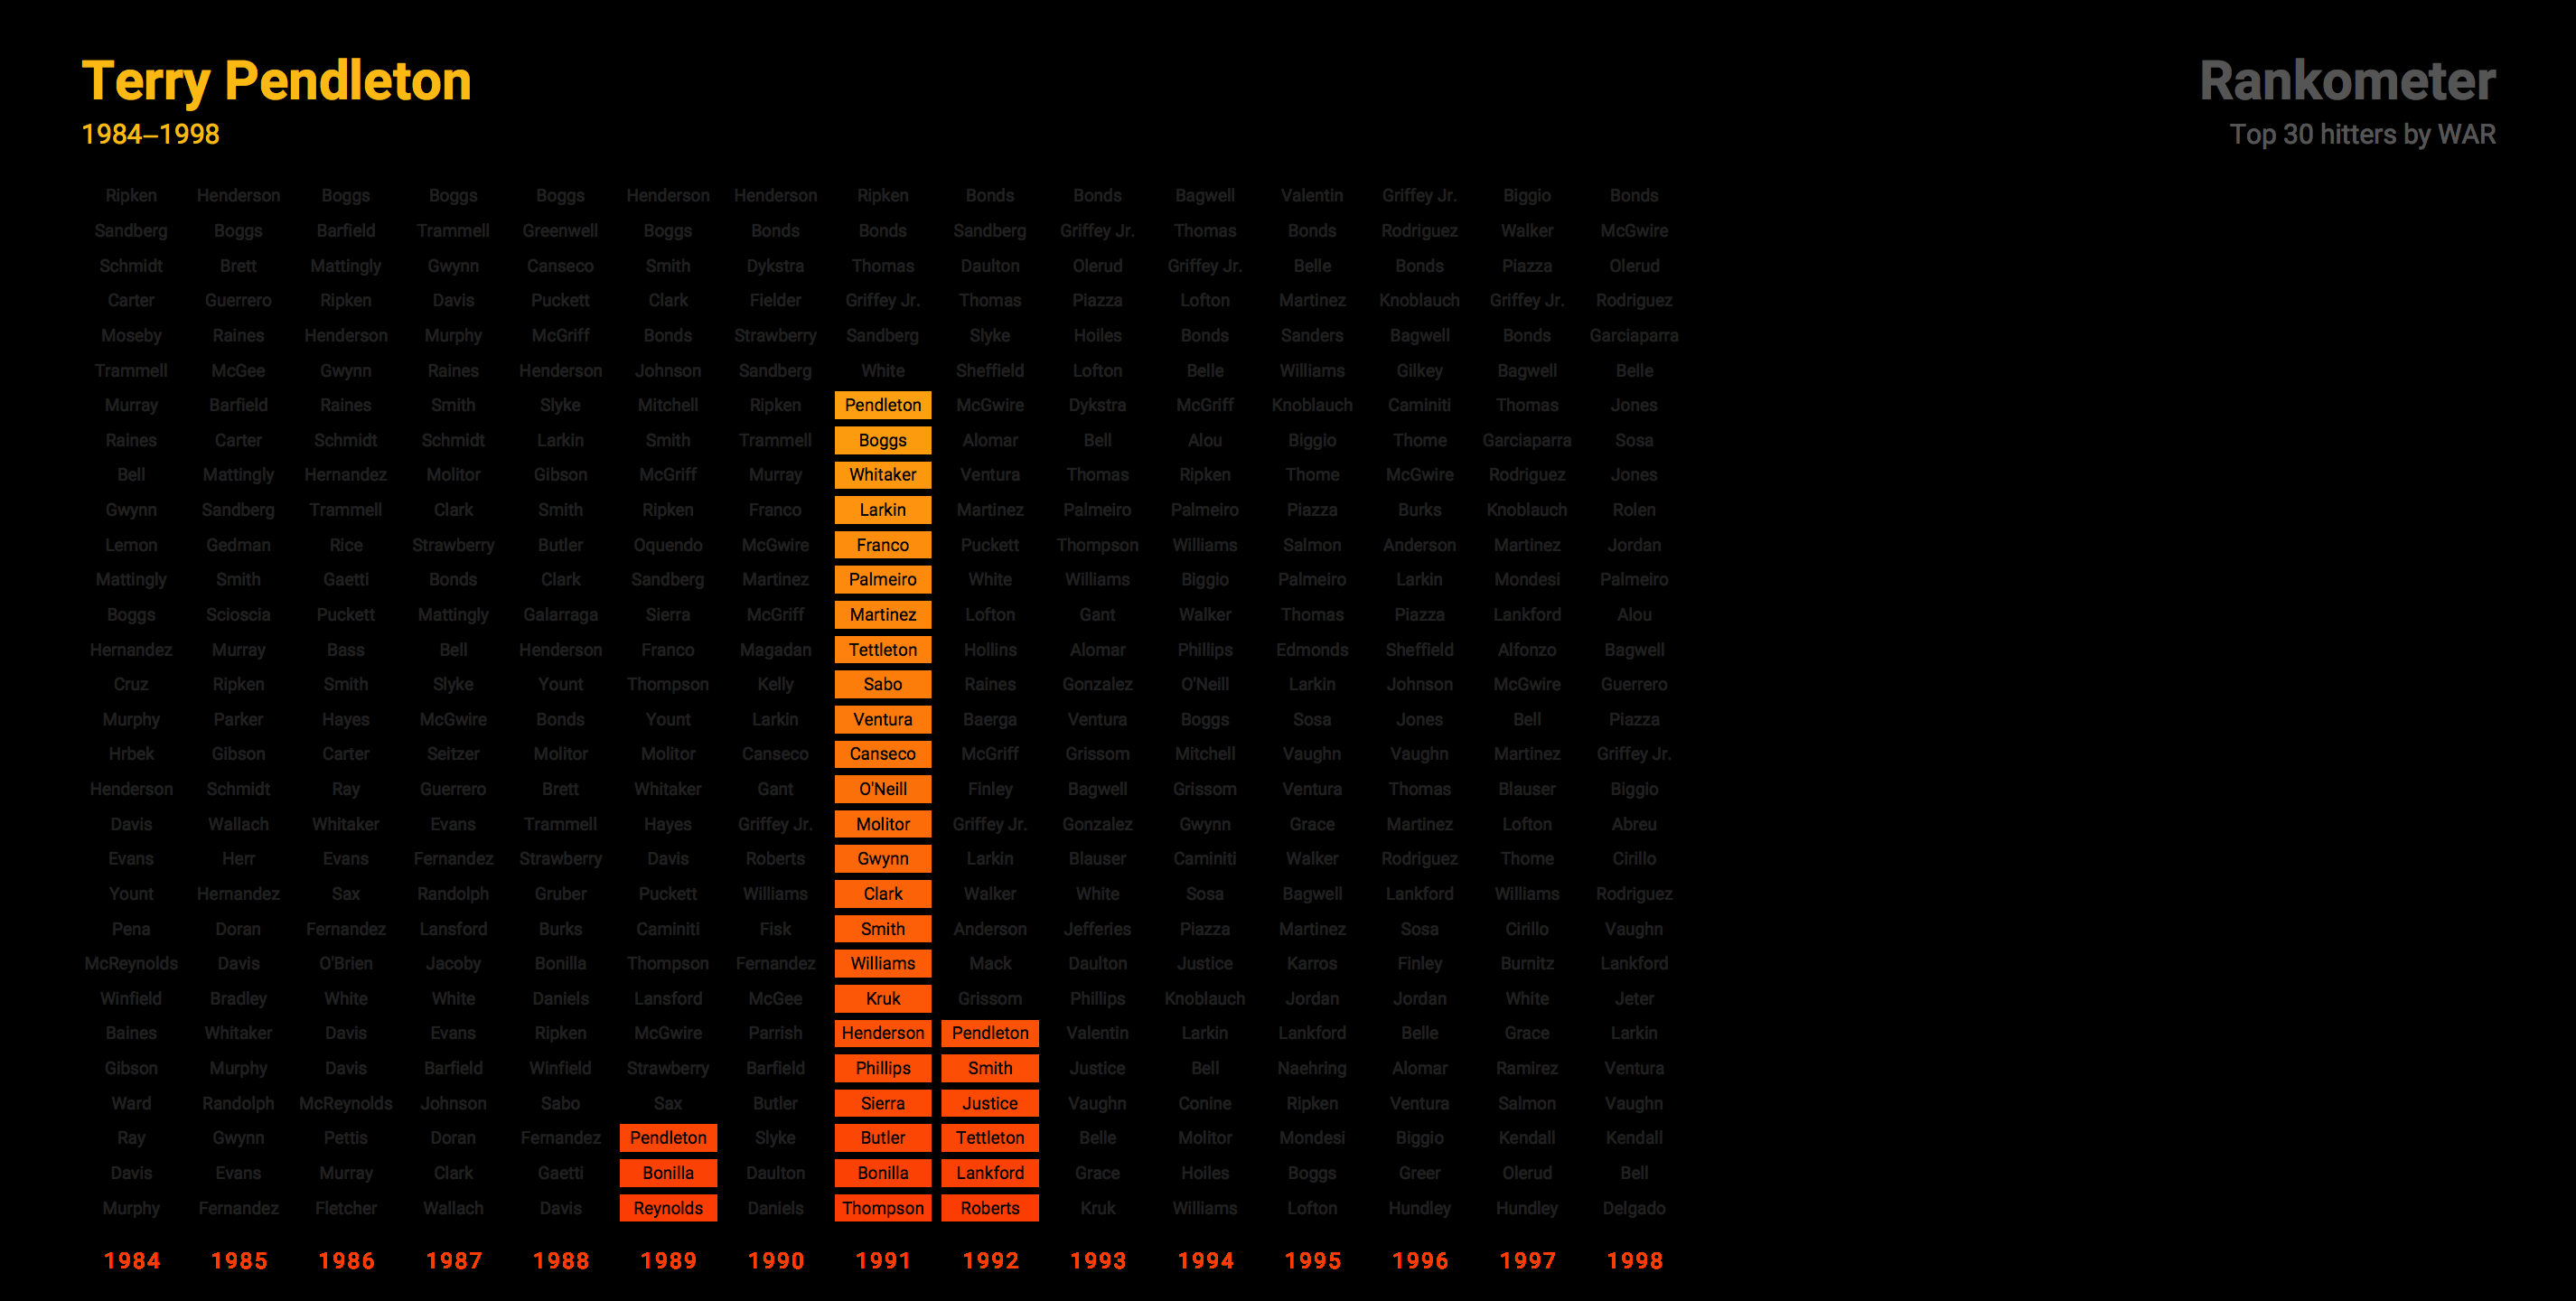 Terry Pendleton
1984–1998
Rankometer
Top 30 hitters by WAR
Ripken Henderson Boggs Boggs Boggs Henderson Henderson Ripken Bonds Bonds Bagwell Valentin Griffey Jr. Biggio Bonds
Sandberg Boggs Barfield Trammell Greenwell Boggs Bonds Bonds Sandberg Griffey Jr. Thomas Bonds Rodriguez Walker McGwire
Schmidt Brett Mattingly Gwynn Canseco Smith Dykstra Thomas Daulton Olerud Griffey Jr. Belle Bonds Piazza Olerud
Carter Guerrero Ripken Davis Puckett Clark Fielder Griffey Jr. Thomas Piazza Lofton Martinez Knoblauch Griffey Jr. Rodriguez
Moseby Raines Henderson Murphy McGriff Bonds Strawberry Sandberg Slyke Hoiles Bonds Sanders Bagwell Bonds Garciaparra
Trammell McGee Gwynn Raines Henderson Johnson Sandberg White Sheffield Lofton Belle Williams Gilkey Bagwell Belle
Murray Barfield Raines Smith Slyke Mitchell Ripken Pendleton McGwire Dykstra McGriff Knoblauch Caminiti Thomas Jones
Raines Carter Schmidt Schmidt Larkin Smith Trammell Boggs Alomar Bell Alou Biggio Thome Garciaparra Sosa
Bell Mattingly Hernandez Molitor Gibson McGriff Murray Whitaker Ventura Thomas Ripken Thome McGwire Rodriguez Jones
Gwynn Sandberg Trammell Clark Smith Ripken Franco Larkin Martinez Palmeiro Palmeiro Piazza Burks Knoblauch Rolen
Lemon Gedman Rice Strawberry Butler Oquendo McGwire Franco Puckett Thompson Williams Salmon Anderson Martinez Jordan
Mattingly Smith Gaetti Bonds Clark Sandberg Martinez Palmeiro White Williams Biggio Palmeiro Larkin Mondesi Palmeiro
Boggs Scioscia Puckett Mattingly Galarraga Sierra McGriff Martinez Lofton Gant Walker Thomas Piazza Lankford Alou
Hernandez Murray Bass Bell Henderson Franco Magadan Tettleton Hollins Alomar Phillips Edmonds Sheffield Alfonzo Bagwell
Cruz Ripken Smith Slyke Yount Thompson Kelly Sabo Raines Gonzalez O'Neill Larkin Johnson McGwire Guerrero
Murphy Parker Hayes McGwire Bonds Yount Larkin Ventura Baerga Ventura Boggs Sosa Jones Bell Piazza
Hrbek Gibson Carter Seitzer Molitor Molitor Canseco Canseco McGriff Grissom Mitchell Vaughn Vaughn Martinez Griffey Jr.
Henderson Schmidt Ray Guerrero Brett Whitaker Gant O'Neill Finley Bagwell Grissom Ventura Thomas Blauser Biggio
Davis Wallach Whitaker Evans Trammell Hayes Griffey Jr. Molitor Griffey Jr. Gonzalez Gwynn Grace Martinez Lofton Abreu
Evans Herr Evans Fernandez Strawberry Davis Roberts Gwynn Larkin Blauser Caminiti Walker Rodriguez Thome Cirillo
Yount Hernandez Sax Randolph Gruber Puckett Williams Clark Walker White Sosa Bagwell Lankford Williams Rodriguez
Pena Doran Fernandez Lansford Burks Caminiti Fisk Smith Anderson Jefferies Piazza Martinez Sosa Cirillo Vaughn
McReynolds Davis O'Brien Jacoby Bonilla Thompson Fernandez Williams Mack Daulton Justice Karros Finley Burnitz Lankford
Winfield Bradley White White Daniels Lansford McGee Kruk Grissom Phillips Knoblauch Jordan Jordan White Jeter
Baines Whitaker Davis Evans Ripken McGwire Parrish Henderson Pendleton Valentin Larkin Lankford Belle Grace Larkin
Gibson Murphy Davis Barfield Winfield Strawberry Barfield Phillips Smith Justice Bell Naehring Alomar Ramirez Ventura
Ward Randolph McReynolds Johnson Sabo Sax Butler Sierra Justice Vaughn Conine Ripken Ventura Salmon Vaughn
Ray Gwynn Pettis Doran Fernandez Pendleton Slyke Butler Tettleton Belle Molitor Mondesi Biggio Kendall Kendall
Davis Evans Murray Clark Gaetti Bonilla Daulton Bonilla Lankford Grace Hoiles Boggs Greer Olerud Bell
Murphy Fernandez Fletcher Wallach Davis Reynolds Daniels Thompson Roberts Kruk Williams Lofton Hundley Hundley Delgado
1984 1985 1986 1987 1988 1989 1990 1991 1992 1993 1994 1995 1996 1997 1998